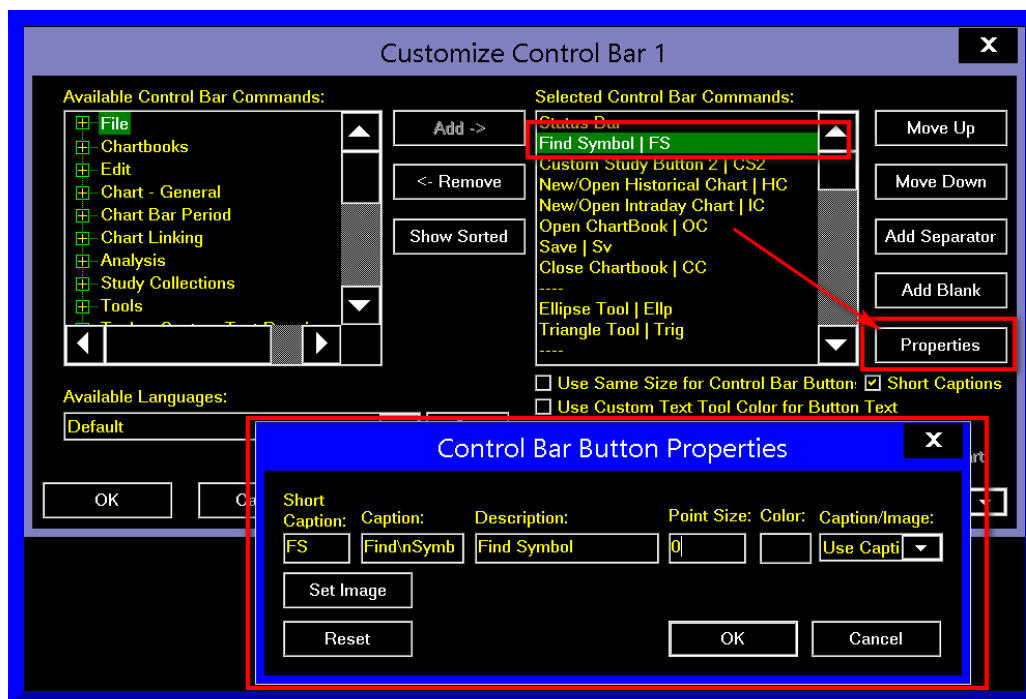 Customize Control Bar 1
X
Available Control Bar Commands:
File
Chartbooks
Edit
Chart - General
Chart Bar Period
Chart Linking
Analysis
Study Collections
Tools
Add ->
<- Remove
Show Sorted
Selected Control Bar Commands:
Status Bar
Find Symbol | FS
Custom Study Button 2 | CS2
New/Open Historical Chart | HC
New/Open Intraday Chart | IC
Open ChartBook | OC
Save | Sv
Close Chartbook | CC
----
Ellipse Tool | Ellp
Triangle Tool | Trig
----
Move Up
Move Down
Add Separator
Add Blank
Properties
Use Same Size for Control Bar Button
Short Captions
Use Custom Text Tool Color for Button Text
Available Languages:
Default
OK
Control Bar Button Properties
X
Short Caption:
Caption:
Description:
Point Size:
Color:
Caption/Image:
FS
Find\nSymb
Find Symbol
0
Use Capti
Set Image
Reset
OK
Cancel